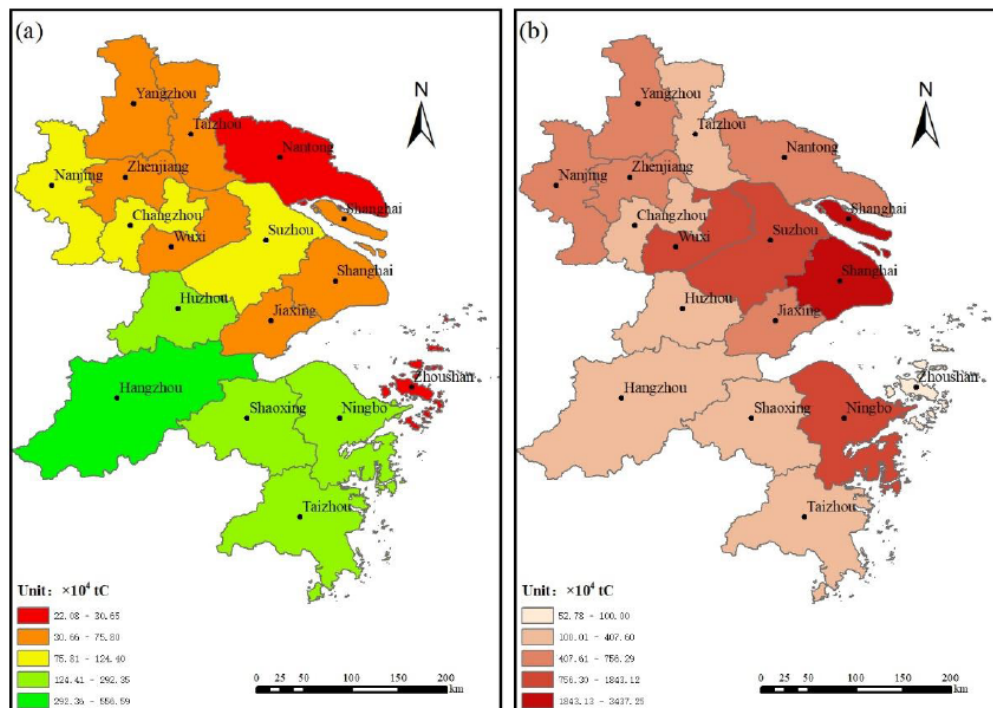 (a)
N
Yangzhou
Taizhou
Nantong
Nanjing
Zhenjiang
Changzhou
Shanghai
Wuxi
Suzhou
Shanghai
Huzhou
Jiaxing
Zhoushan
Hangzhou
Shaoxing
Ningbo
Taizhou
Unit: ×10⁴ tC
22.08 - 30.65
30.66 - 75.80
75.81 - 124.40
124.41 - 292.35
292.36 - 556.59
0 25 50 100 150 200
km
(b)
N
Yangzhou
Taizhou
Nantong
Nanjing
Zhenjiang
Changzhou
Shanghai
Wuxi
Suzhou
Shanghai
Huzhou
Jiaxing
Zhoushan
Hangzhou
Shaoxing
Ningbo
Taizhou
Unit: ×10⁴ tC
52.78 - 100.00
100.01 - 407.60
407.61 - 756.29
756.30 - 1843.12
1843.13 - 3437.25
0 25 50 100 150 200
km